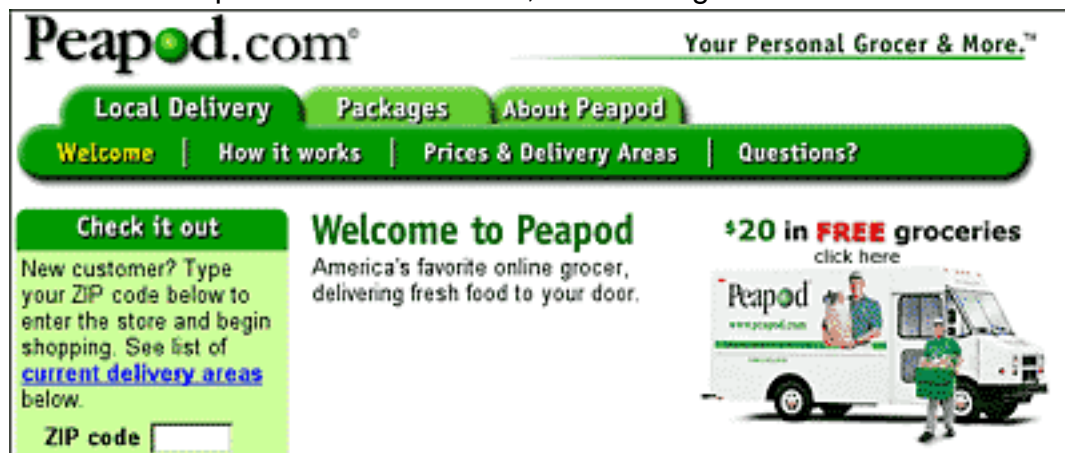 Peapod.com°
Your Personal Grocer & More.™
Local Delivery Packages About Peapod
Welcome | How it works | Prices & Delivery Areas | Questions?
Check it out
New customer? Type
your ZIP code below to
enter the store and begin
shopping. See list of
current delivery areas
below.
ZIP code
Welcome to Peapod
America's favorite online grocer,
delivering fresh food to your door.
$20 in FREE groceries
click here
Peapod
www.peapod.com